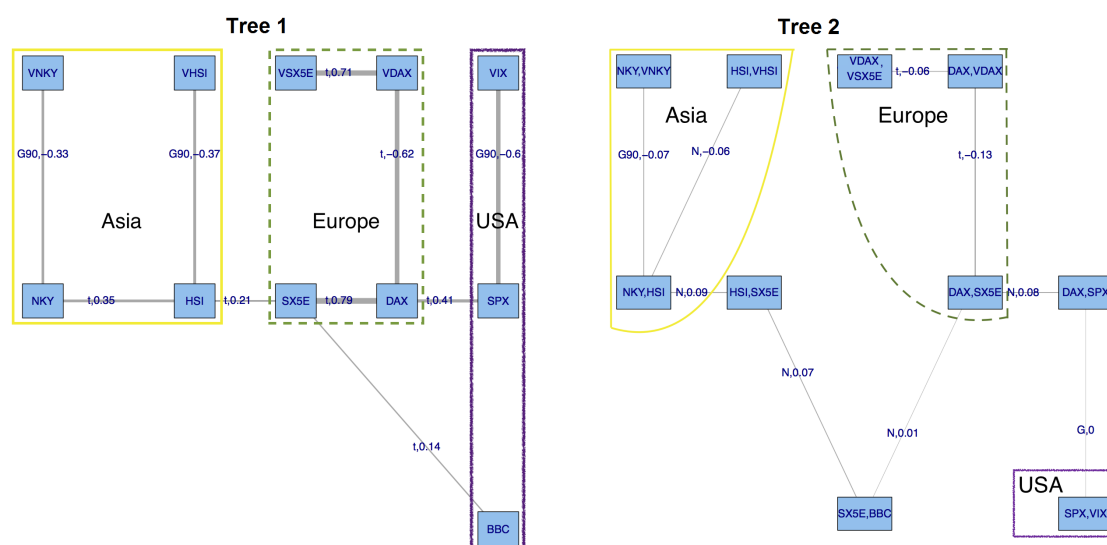 Tree 1
VNKY
VHSI
VSX5E
t,0.71
VDAX
VIX
G90,-0.33
G90,-0.37
t,-0.62
G90,-0.6
Asia
Europe
USA
NKY
t,0.35
HSI
t,0.21
SX5E
t,0.79
DAX
t,0.41
SPX
t,0.14
BBC
Tree 2
NKY,VNKY
HSI,VHSI
VDAX,
VSX5E
t,-0.06
DAX,VDAX
Asia
Europe
G90,-0.07
N,-0.06
t,-0.13
NKY,HSI
N,0.09
HSI,SX5E
DAX,SX5E
N,0.08
DAX,SPX
N,0.07
N,0.01
G,0
USA
SX5E,BBC
SPX,VIX